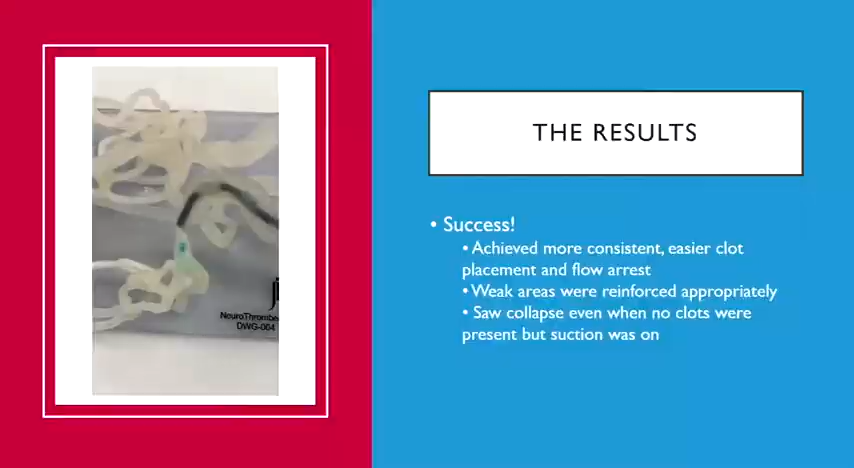 THE RESULTS
• Success!
• Achieved more consistent, easier clot
placement and flow arrest
• Weak areas were reinforced appropriately
• Saw collapse even when no clots were
present but suction was on
DWG-004